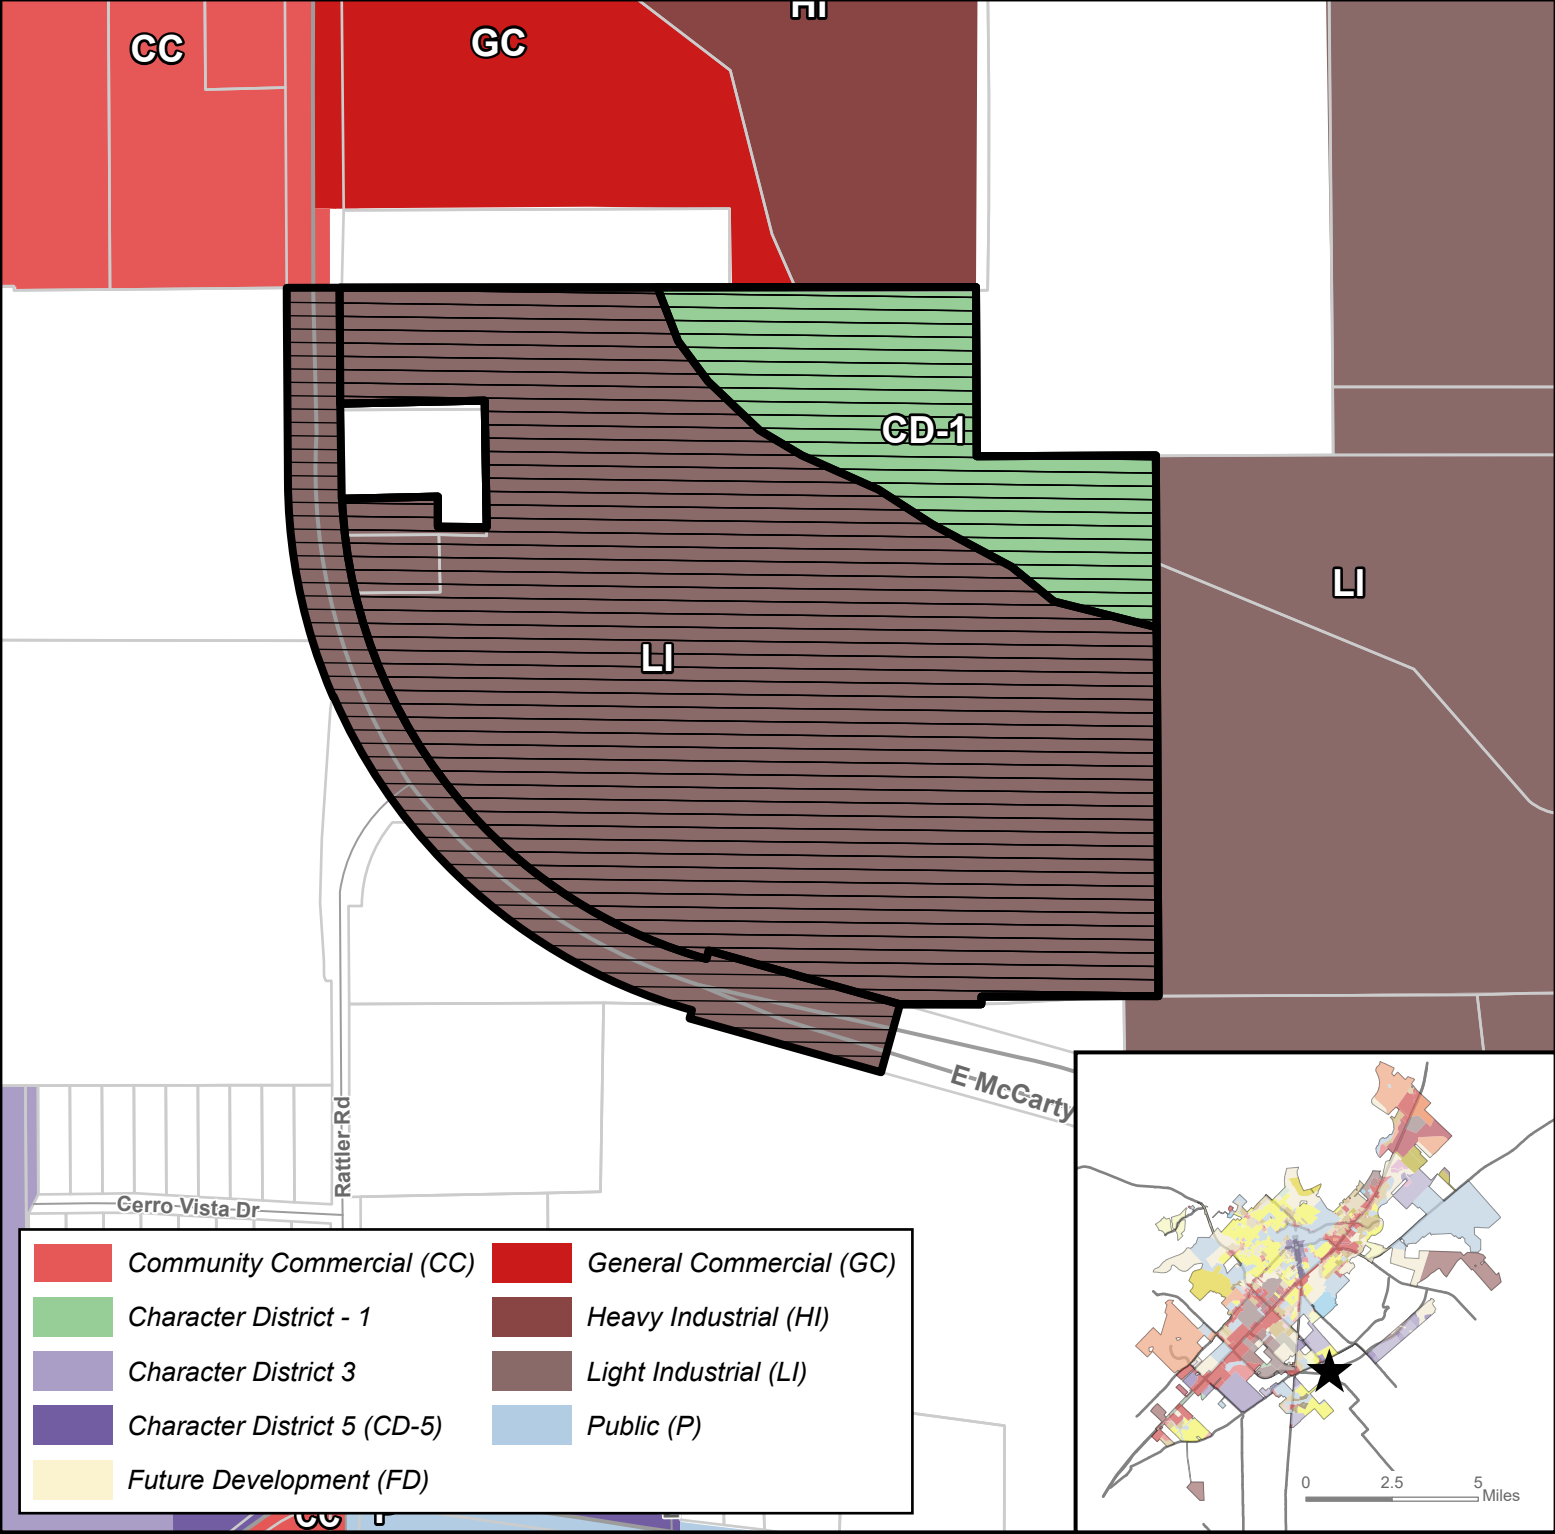 HI
CC
GC
CD-1
LI
LI
E McCarty
Rattler Rd
Cerro Vista Dr
Community Commercial (CC)
General Commercial (GC)
Character District - 1
Heavy Industrial (HI)
Character District 3
Light Industrial (LI)
Character District 5 (CD-5)
Public (P)
Future Development (FD)
CC
P
0 2.5 5
Miles